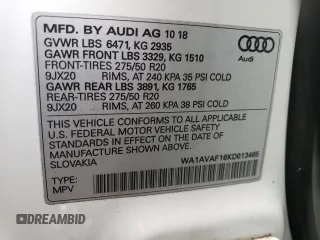 MFD. BY AUDI AG 10 18
GVWR LBS 6471, KG 2935
GAWR FRONT LBS 3329, KG 1510
FRONT-TIRES 275/50 R20
9JX20 RIMS, AT 240 KPA 35 PSI COLD
GAWR REAR LBS 3891, KG 1765
REAR-TIRES 275/50 R20
9JX20 RIMS, AT 260 KPA 38 PSI COLD
Audi
THIS VEHICLE CONFORMS TO ALL APPLICABLE U.S.
FEDERAL MOTOR VEHICLE SAFETY
STANDARDS IN EFFECT ON THE DATE OF
MANUFACTURE SHOWN ABOVE.
SLOVAKIA WA1AVAF18KD013485
TYPE:
MPV
DREAMBID